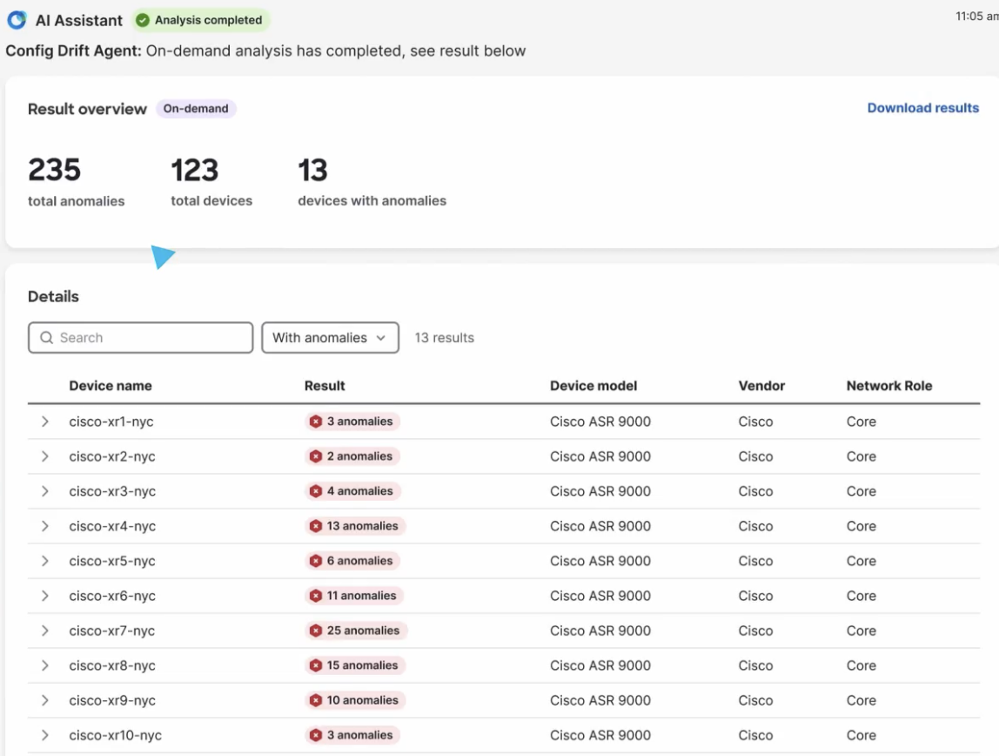 AI Assistant Analysis completed 11:05 am
Config Drift Agent: On-demand analysis has completed, see result below
Result overview On-demand Download results
235 123 13
total anomalies total devices devices with anomalies
Details
Search With anomalies 13 results
Device name Result Device model Vendor Network Role
cisco-xr1-nyc 3 anomalies Cisco ASR 9000 Cisco Core
cisco-xr2-nyc 2 anomalies Cisco ASR 9000 Cisco Core
cisco-xr3-nyc 4 anomalies Cisco ASR 9000 Cisco Core
cisco-xr4-nyc 13 anomalies Cisco ASR 9000 Cisco Core
cisco-xr5-nyc 6 anomalies Cisco ASR 9000 Cisco Core
cisco-xr6-nyc 11 anomalies Cisco ASR 9000 Cisco Core
cisco-xr7-nyc 25 anomalies Cisco ASR 9000 Cisco Core
cisco-xr8-nyc 15 anomalies Cisco ASR 9000 Cisco Core
cisco-xr9-nyc 10 anomalies Cisco ASR 9000 Cisco Core
cisco-xr10-nyc 3 anomalies Cisco ASR 9000 Cisco Core